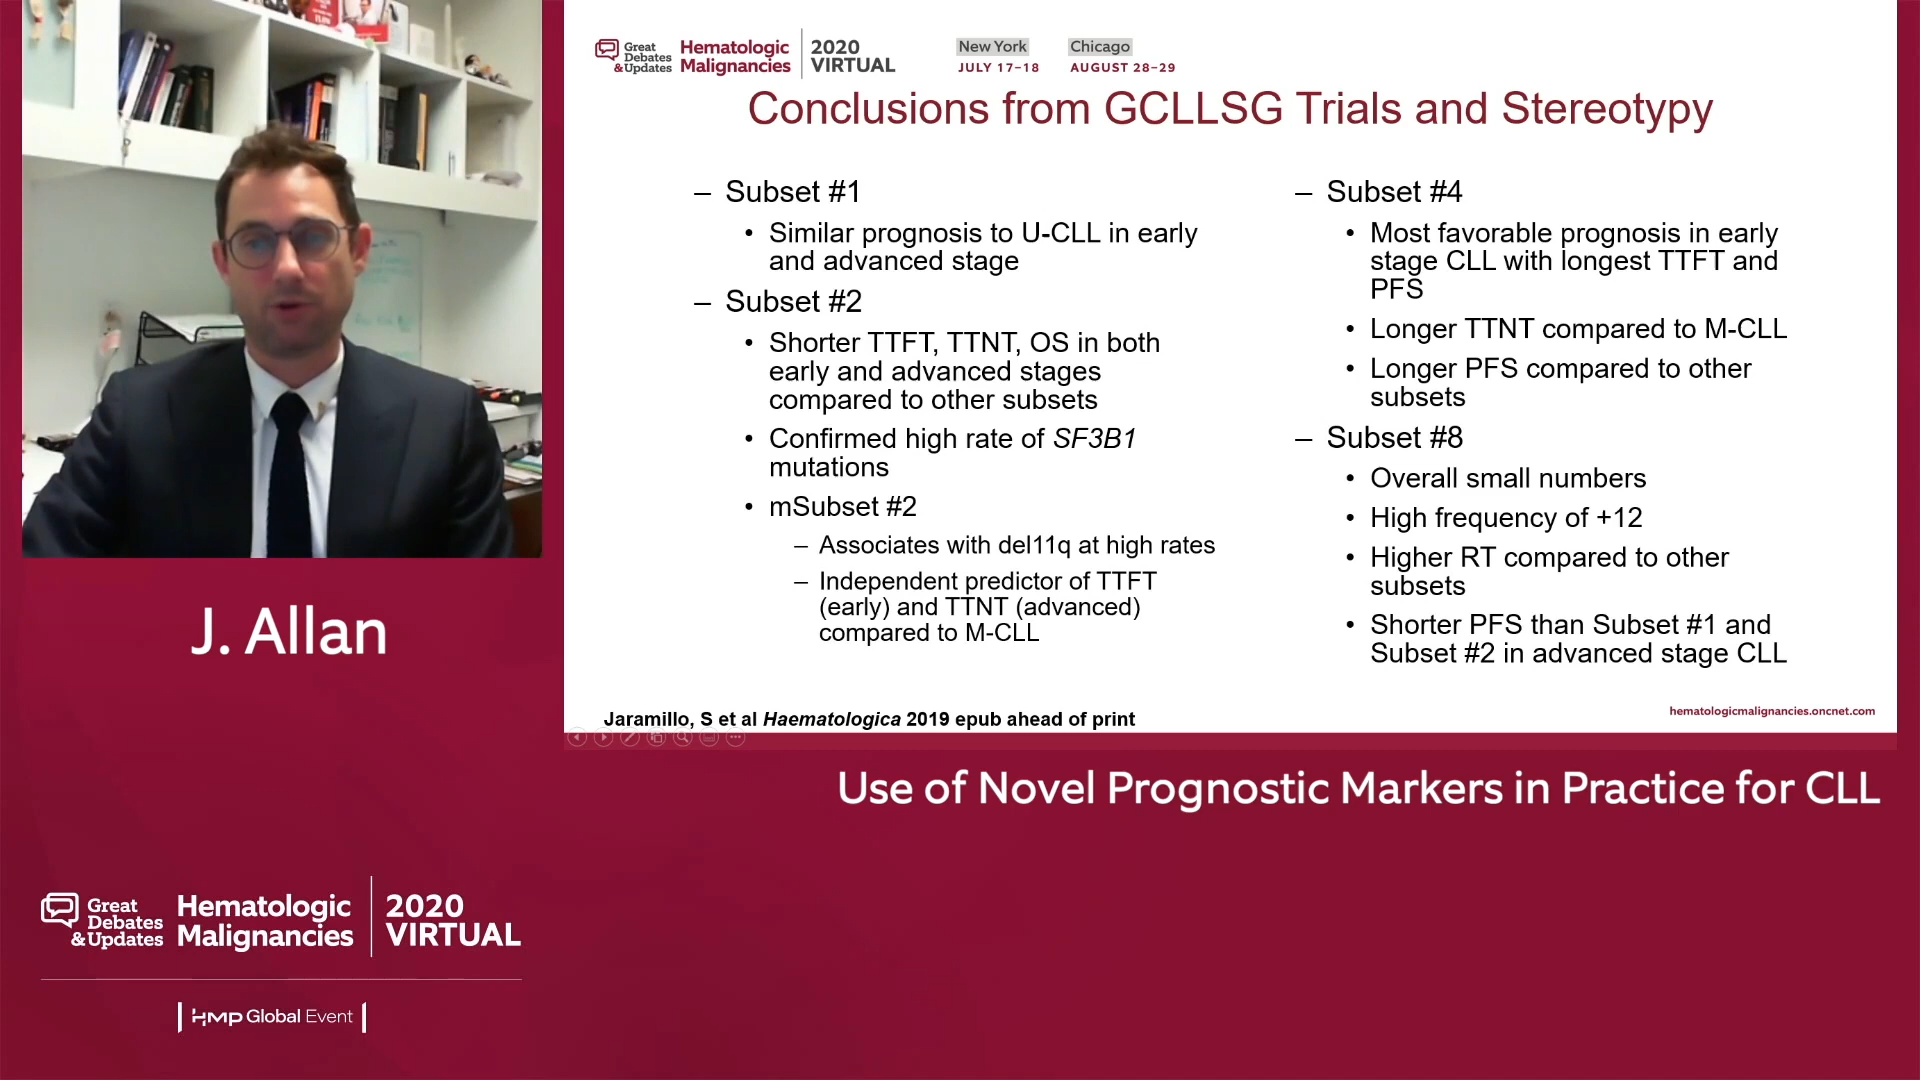 Great
Debates
&Updates
Hematologic
Malignancies
2020
VIRTUAL
New York
JULY 17–18
Chicago
AUGUST 28–29
Conclusions from GCLLSG Trials and Stereotypy
– Subset #1
• Similar prognosis to U-CLL in early
and advanced stage
– Subset #2
• Shorter TTFT, TTNT, OS in both
early and advanced stages
compared to other subsets
• Confirmed high rate of SF3B1
mutations
• mSubset #2
– Associates with del11q at high rates
– Independent predictor of TTFT
(early) and TTNT (advanced)
compared to M-CLL
– Subset #4
• Most favorable prognosis in early
stage CLL with longest TTFT and
PFS
• Longer TTNT compared to M-CLL
• Longer PFS compared to other
subsets
– Subset #8
• Overall small numbers
• High frequency of +12
• Higher RT compared to other
subsets
• Shorter PFS than Subset #1 and
Subset #2 in advanced stage CLL
Jaramillo, S et al Haematologica 2019 epub ahead of print
hematologicmalignancies.oncnet.com
J. Allan
Use of Novel Prognostic Markers in Practice for CLL
Great
Debates
&Updates
Hematologic
Malignancies
2020
VIRTUAL
HMP Global Event